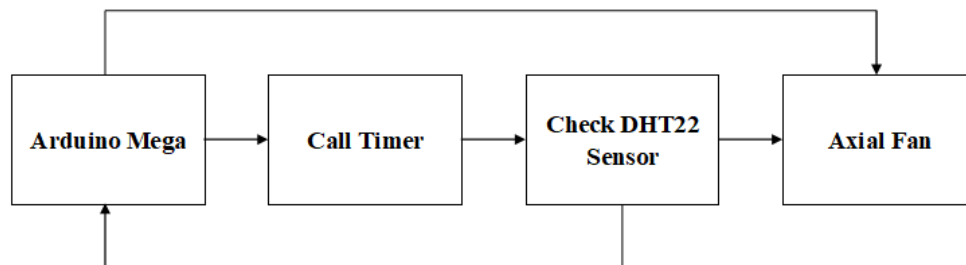 Arduino Mega
Call Timer
Check DHT22
Sensor
Axial Fan